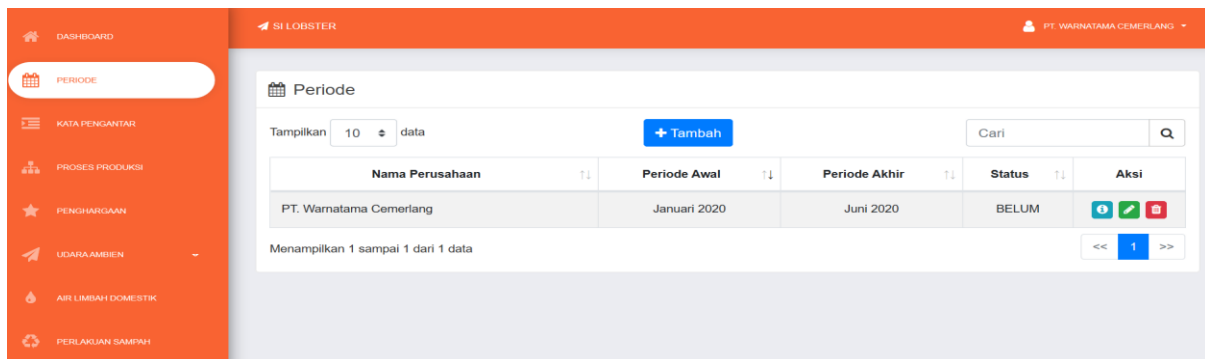 SI LOBSTER
PT. WARNATAMA CEMERLANG
DASHBOARD
PERIODE
KATA PENGANTAR
PROSES PRODUKSI
PENGHARGAAN
UDARA AMBIEN
AIR LIMBAH DOMESTIK
PERLAKUAN SAMPAH
Periode
Tampilkan 10 data
+ Tambah
Cari
Nama Perusahaan Periode Awal Periode Akhir Status Aksi
PT. Warnatama Cemerlang Januari 2020 Juni 2020 BELUM
Menampilkan 1 sampai 1 dari 1 data
<< 1 >>